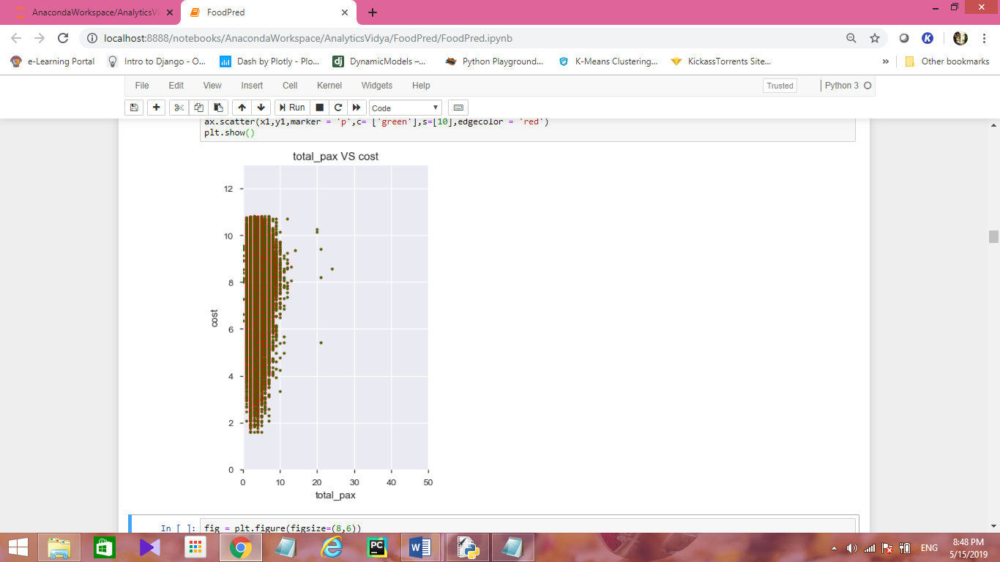 AnacondaWorkspace/AnalyticsVi
FoodPred
localhost:8888/notebooks/AnacondaWorkspace/AnalyticsVidya/FoodPred/FoodPred.ipynb
K
e-Learning Portal
Intro to Django - O...
Dash by Plotly - Plo...
dj
DynamicModels –...
Python Playground...
K-Means Clustering...
KickassTorrents Site...
»
Other bookmarks
File
Edit
View
Insert
Cell
Kernel
Widgets
Help
Trusted
Python 3
Run
Code
ax.scatter(x1,y1,marker = 'p',c= ['green'],s=[10],edgecolor = 'red')
plt.show()
total_pax VS cost
12
10
8
6
4
2
0
cost
0 10 20 30 40 50
total_pax
In [ ]:
fig = plt.figure(figsize=(8,6))
PC
W
ENG
8:48 PM
5/15/2019